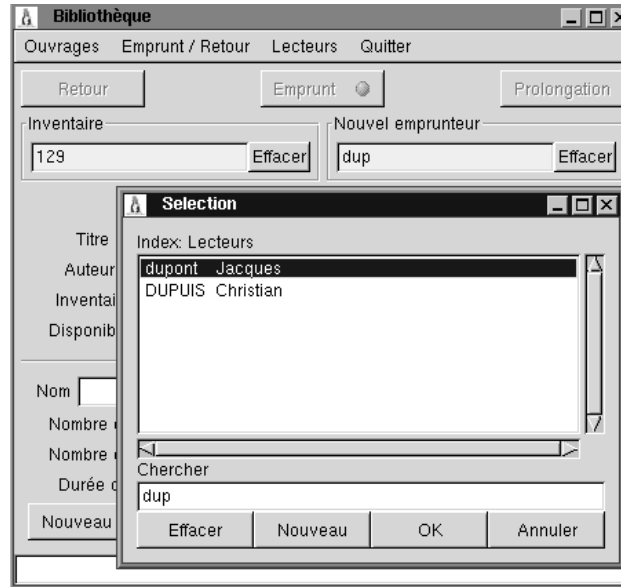 Bibliothèque
Ouvrages Emprunt / Retour Lecteurs Quitter
Retour Emprunt Prolongation
Inventaire Nouvel emprunteur
129 Effacer dup Effacer
Selection
Index: Lecteurs
dupont Jacques
DUPUIS Christian
Titre
Auteur
Inventai
Disponib
Nom
Nombre
Nombre
Durée
Nouveau
Chercher
dup
Effacer Nouveau OK Annuler